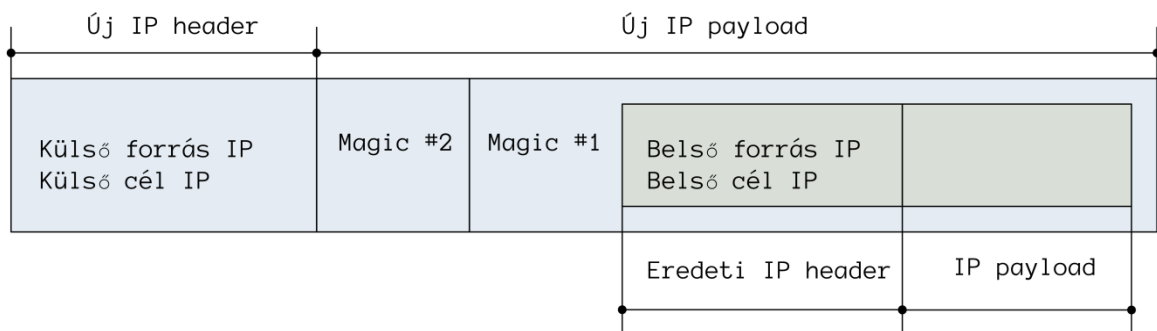 Új IP header
Új IP payload
Külső forrás IP
Külső cél IP
Magic #2
Magic #1
Belső forrás IP
Belső cél IP
Eredeti IP header
IP payload